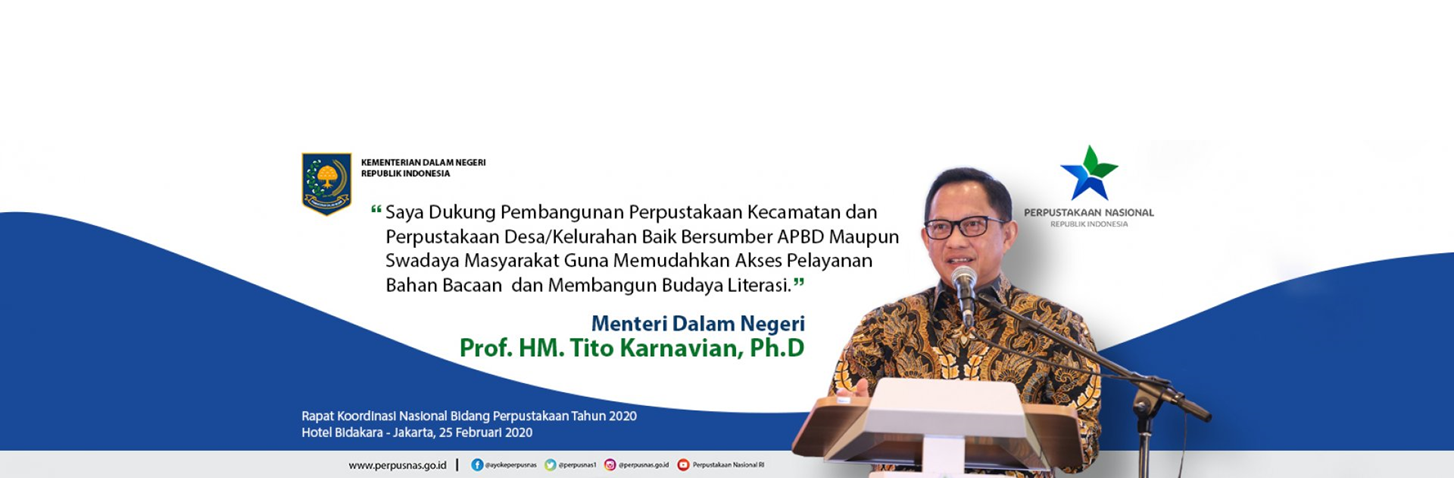 KEMENTERIAN DALAM NEGERI
REPUBLIK INDONESIA
PERPUSTAKAAN NASIONAL
REPUBLIK INDONESIA
“ Saya Dukung Pembangunan Perpustakaan Kecamatan dan
Perpustakaan Desa/Kelurahan Baik Bersumber APBD Maupun
Swadaya Masyarakat Guna Memudahkan Akses Pelayanan
Bahan Bacaan dan Membangun Budaya Literasi.”
Menteri Dalam Negeri
Prof. HM. Tito Karnavian, Ph.D
Rapat Koordinasi Nasional Bidang Perpustakaan Tahun 2020
Hotel Bidakara - Jakarta, 25 Februari 2020
www.perpusnas.go.id | @ayokeperpusnas @perpusnas1 @perpusnas.go.id Perpustakaan Nasional RI